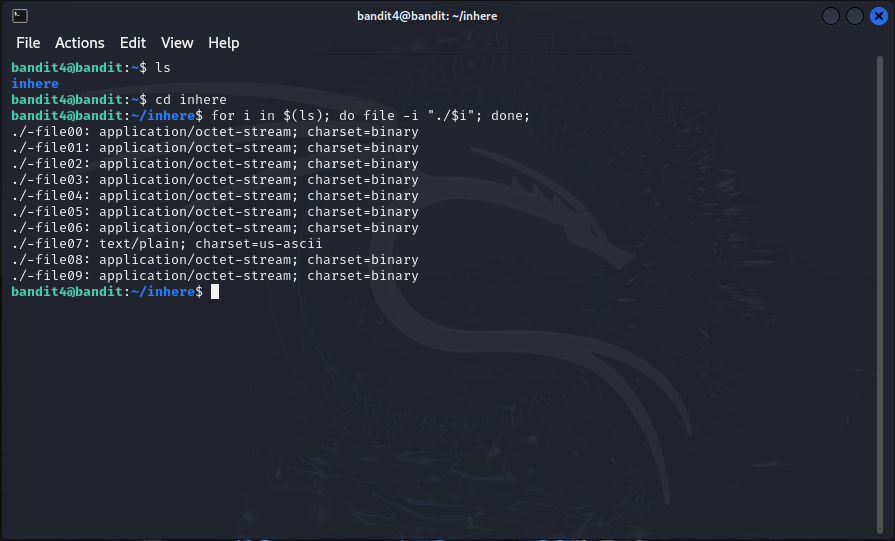 bandit4@bandit: ~/inhere
File Actions Edit View Help
bandit4@bandit:~$ ls
inhere
bandit4@bandit:~$ cd inhere
bandit4@bandit:~/inhere$ for i in $(ls); do file -i "./$i"; done;
./-file00: application/octet-stream; charset=binary
./-file01: application/octet-stream; charset=binary
./-file02: application/octet-stream; charset=binary
./-file03: application/octet-stream; charset=binary
./-file04: application/octet-stream; charset=binary
./-file05: application/octet-stream; charset=binary
./-file06: application/octet-stream; charset=binary
./-file07: text/plain; charset=us-ascii
./-file08: application/octet-stream; charset=binary
./-file09: application/octet-stream; charset=binary
bandit4@bandit:~/inhere$